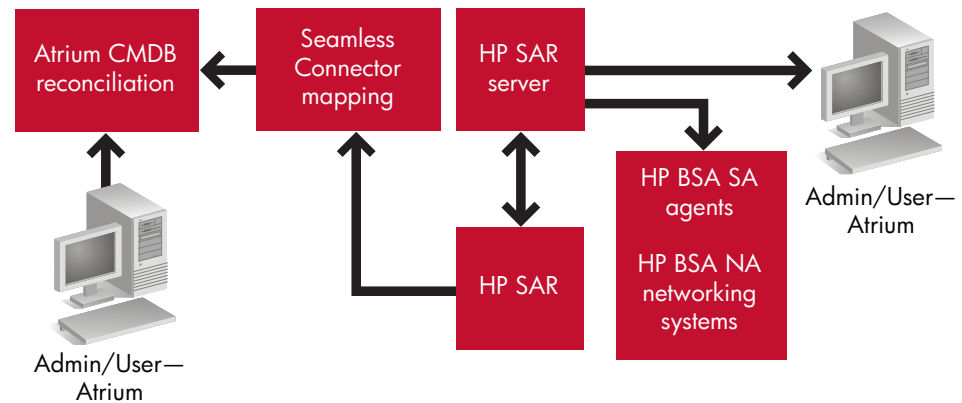 Atrium CMDB
reconciliation
Seamless
Connector
mapping
HP SAR
server
Admin/User—
Atrium
HP BSA SA
agents
HP BSA NA
networking
systems
HP SAR
Admin/User—
Atrium